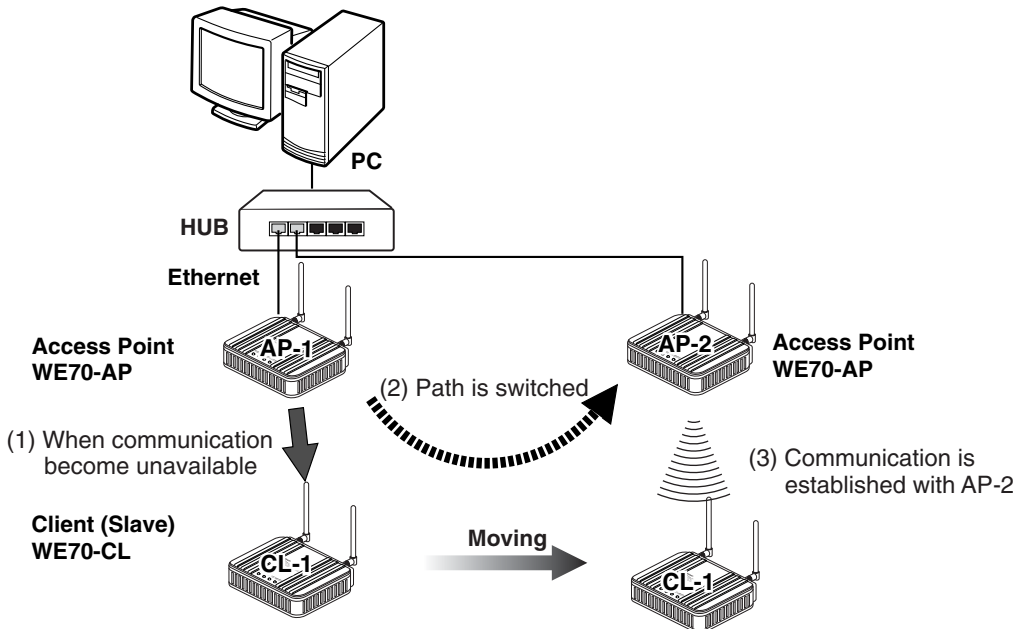 PC
HUB
Ethernet
Access Point
WE70-AP
AP-1
AP-2
Access Point
WE70-AP
(2) Path is switched
(1) When communication
become unavailable
(3) Communication is
established with AP-2
Client (Slave)
WE70-CL
CL-1
Moving
CL-1